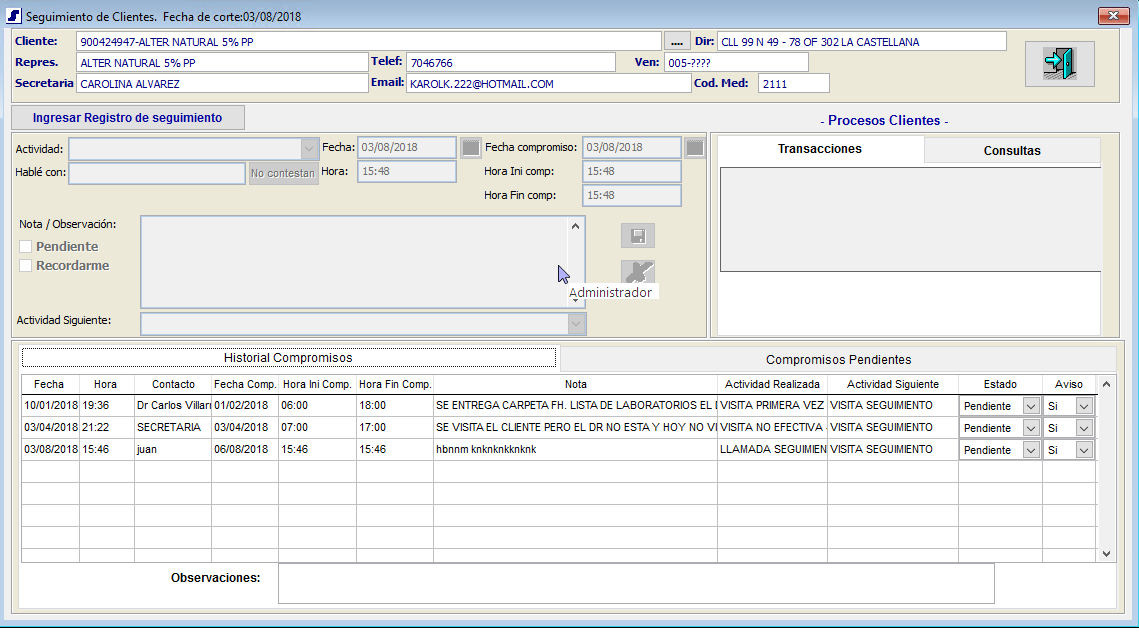 Seguimiento de Clientes. Fecha de corte:03/08/2018
Cliente: 900424947-ALTER NATURAL 5% PP .... Dir: CLL 99 N 49 - 78 OF 302 LA CASTELLANA
Repres. ALTER NATURAL 5% PP Telef: 7046766 Ven: 005-????
Secretaria CAROLINA ALVAREZ Email: KAROLK.222@HOTMAIL.COM Cod. Med: 2111
Ingresar Registro de seguimiento
- Procesos Clientes -
Actividad: Fecha: 03/08/2018 Fecha compromiso: 03/08/2018
Transacciones Consultas
Hablé con: No contestan Hora: 15:48 Hora Ini comp: 15:48
Hora Fin comp: 15:48
Nota / Observación:
Pendiente
Recordarme
Administrador
Actividad Siguiente:
Historial Compromisos Compromisos Pendientes
Fecha Hora Contacto Fecha Comp. Hora Ini Comp. Hora Fin Comp. Nota Actividad Realizada Actividad Siguiente Estado Aviso
10/01/2018 19:36 Dr Carlos Villar 01/02/2018 06:00 18:00 SE ENTREGA CARPETA FH. LISTA DE LABORATORIOS EL VISITA PRIMERA VEZ VISITA SEGUIMIENTO Pendiente Si
03/04/2018 21:22 SECRETARIA 03/04/2018 07:00 17:00 SE VISITA EL CLIENTE PERO EL DR NO ESTA Y HOY NO VI VISITA NO EFECTIVA VISITA SEGUIMIENTO Pendiente Si
03/08/2018 15:46 juan 06/08/2018 15:46 15:46 hbnnm knknknkknknk LLAMADA SEGUIMIEN VISITA SEGUIMIENTO Pendiente Si
Observaciones: